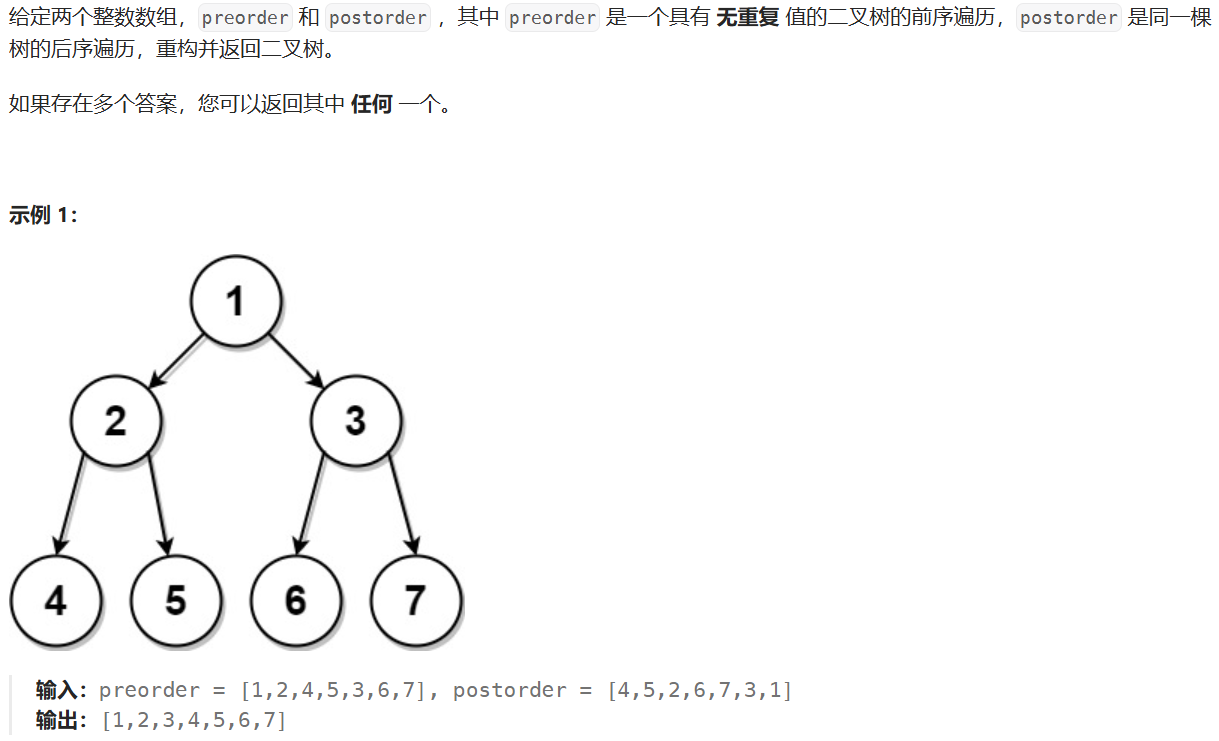 给定两个整数数组，preorder 和 postorder ，其中 preorder 是一个具有 无重复 值的二叉树的前序遍历，postorder 是同一棵
树的后序遍历，重构并返回二叉树。
如果存在多个答案，您可以返回其中 任何 一个。
示例 1：
1
2
3
4
5
6
7
输入：preorder = [1,2,4,5,3,6,7], postorder = [4,5,2,6,7,3,1]
输出：[1,2,3,4,5,6,7]